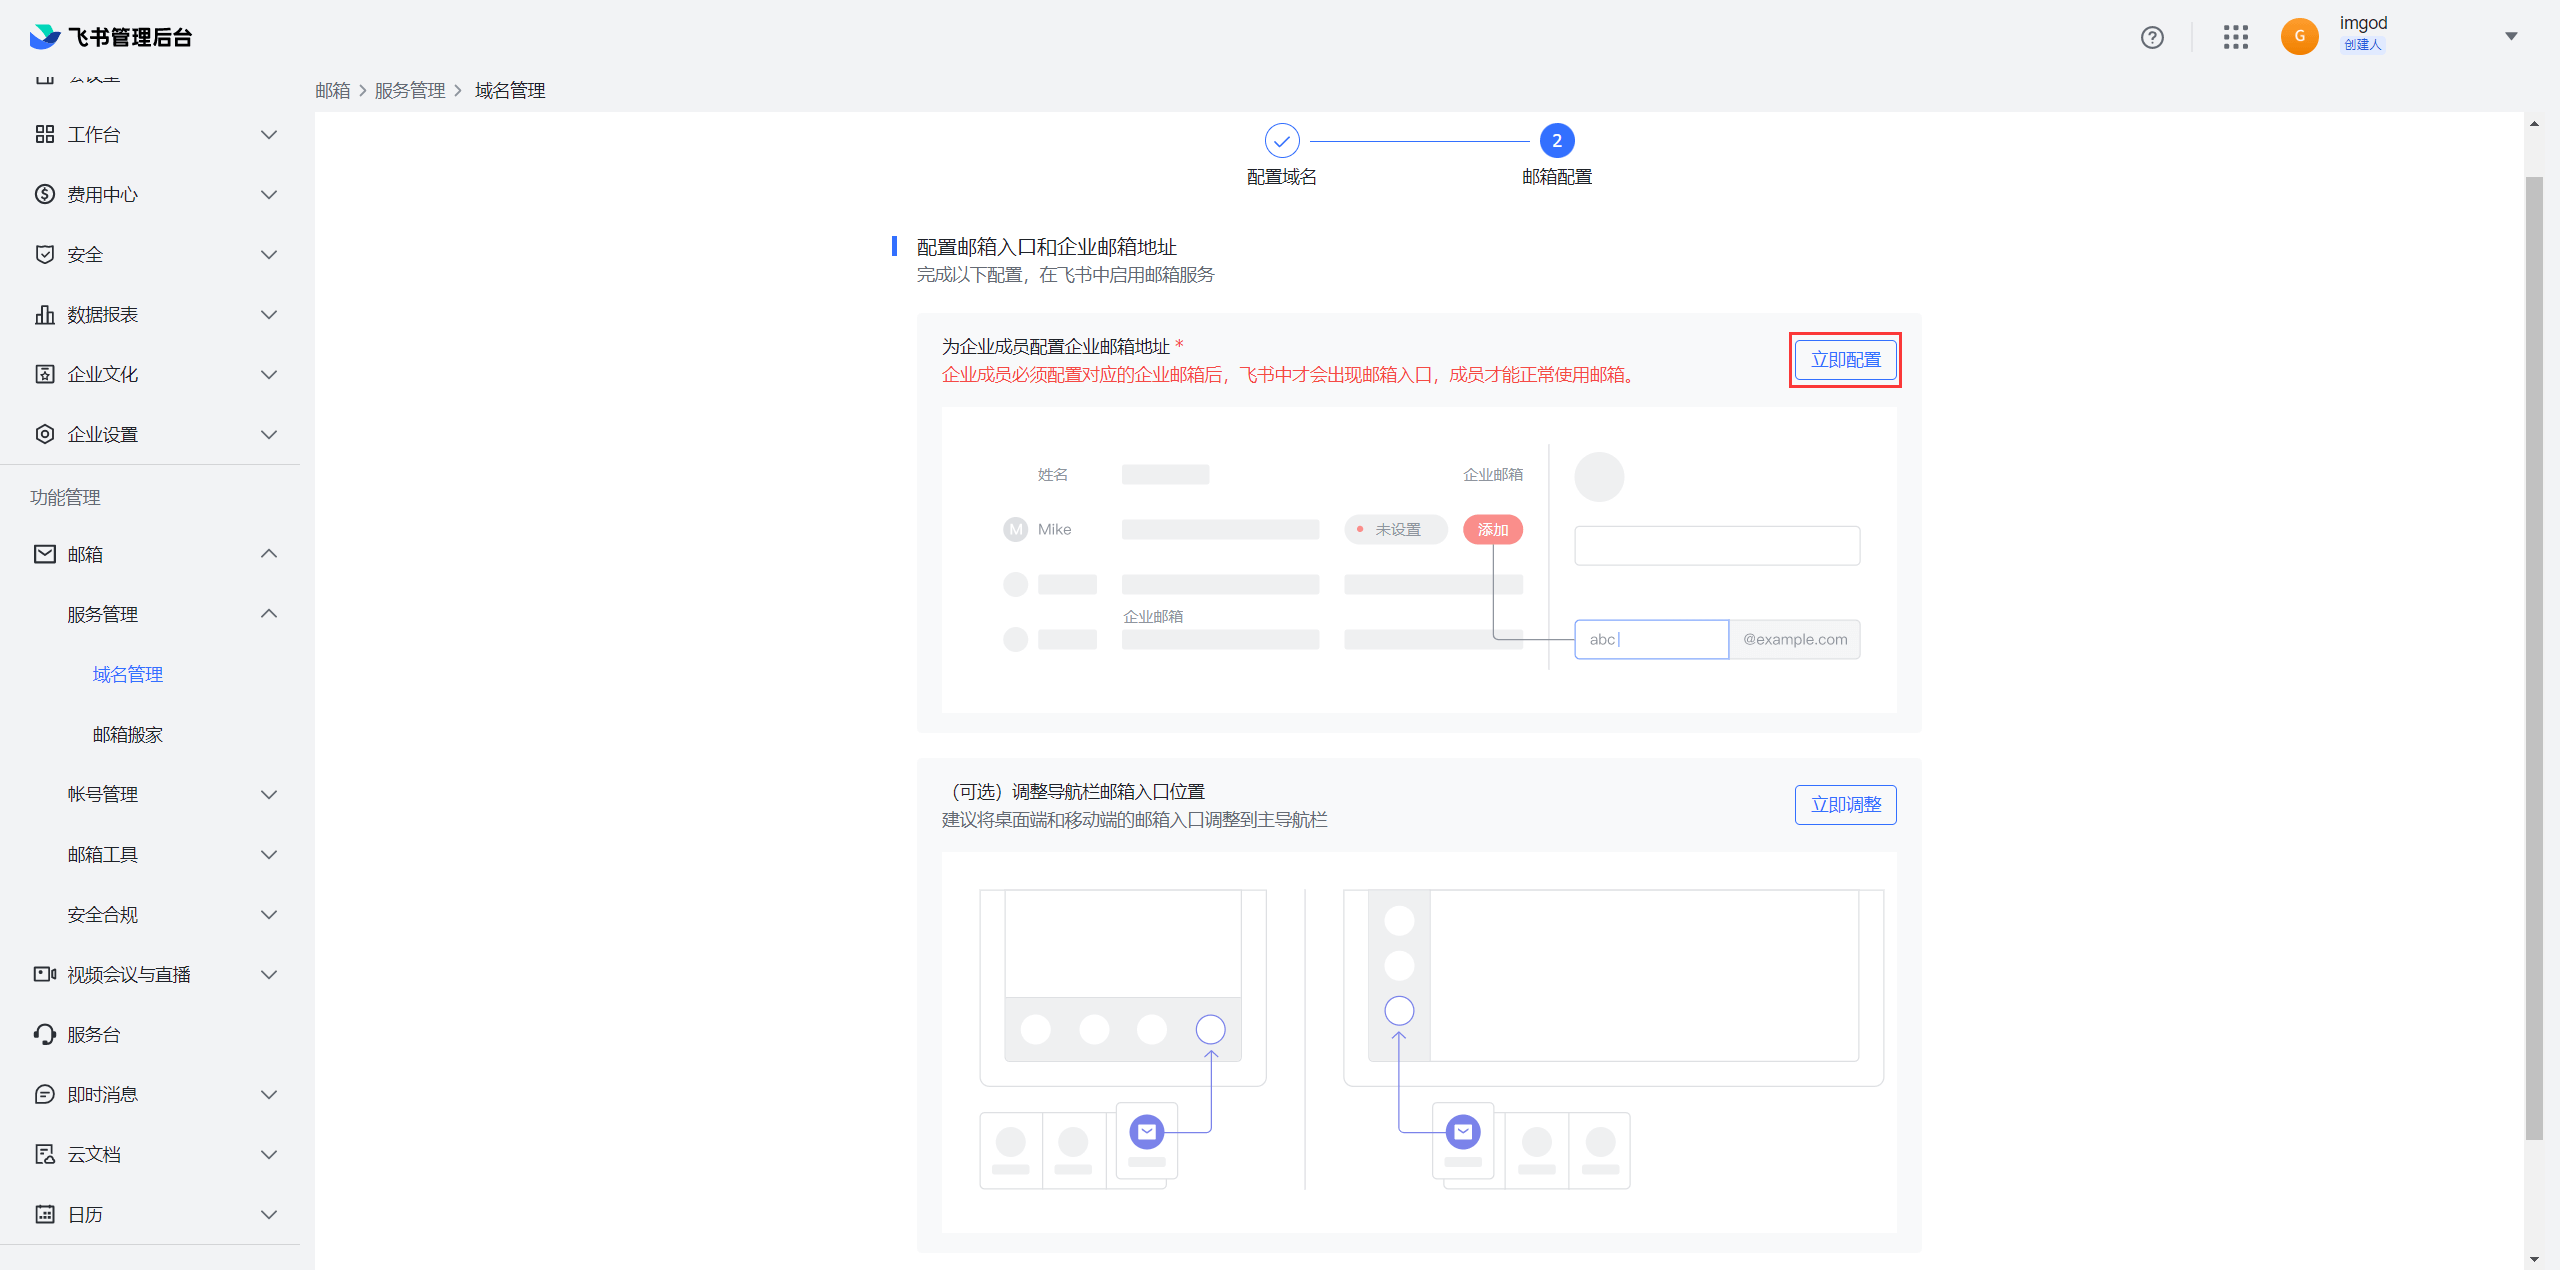 飞书管理后台
G
imgod
创建人
工作台
费用中心
安全
数据报表
企业文化
企业设置
功能管理
邮箱
服务管理
域名管理
邮箱搬家
帐号管理
邮箱工具
安全合规
视频会议与直播
服务台
即时消息
云文档
日历
邮箱 > 服务管理 > 域名管理
2
配置域名
邮箱配置
配置邮箱入口和企业邮箱地址
完成以下配置，在飞书中启用邮箱服务
为企业成员配置企业邮箱地址 *
立即配置
企业成员必须配置对应的企业邮箱后，飞书中才会出现邮箱入口，成员才能正常使用邮箱。
姓名
企业邮箱
M Mike
未设置
添加
企业邮箱
abc
@example.com
（可选）调整导航栏邮箱入口位置
立即调整
建议将桌面端和移动端的邮箱入口调整到主导航栏